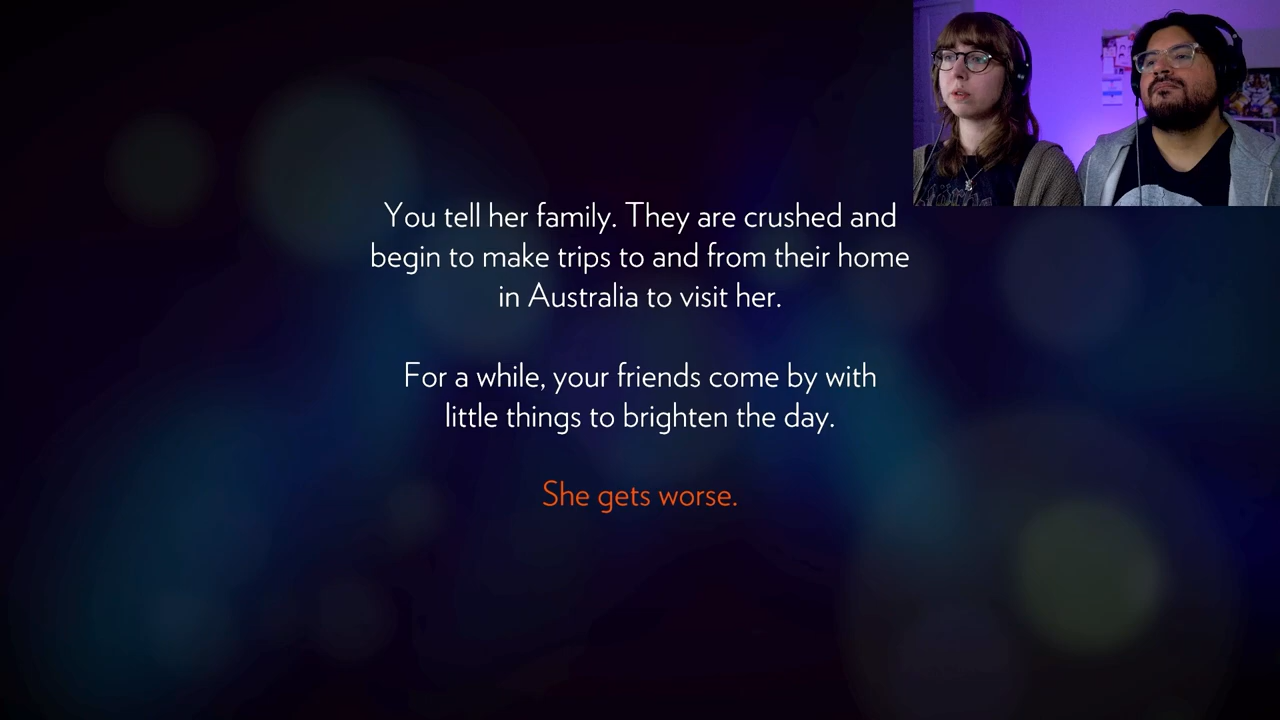 You tell her family. They are crushed and
begin to make trips to and from their home
in Australia to visit her.
For a while, your friends come by with
little things to brighten the day.
She gets worse.